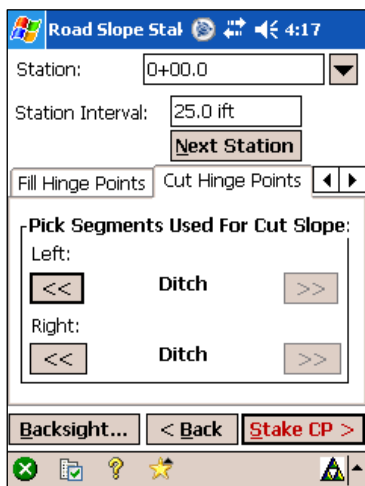 Road Slope Stal 4:17
Station: 0+00.0
Station Interval: 25.0 ift
Next Station
Fill Hinge Points Cut Hinge Points
Pick Segments Used For Cut Slope:
Left:
<< Ditch >>
Right:
<< Ditch >>
Backsight... < Back Stake CP >